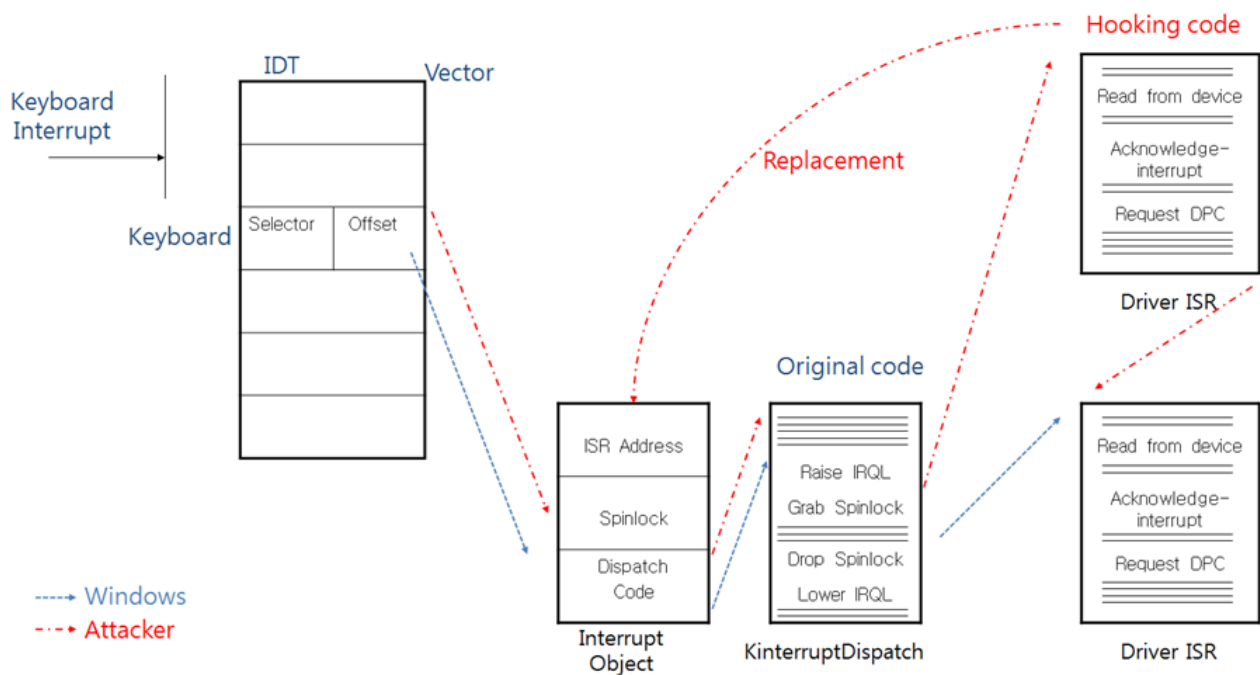 Hooking code
IDT
Vector
Keyboard
Interrupt
Read from device
Acknowledge-
interrupt
Request DPC
Driver ISR
Replacement
Keyboard
Selector
Offset
Original code
ISR Address
Spinlock
Dispatch
Code
Interrupt
Object
Raise IRQL
Grab Spinlock
Drop Spinlock
Lower IRQL
KinterruptDispatch
Read from device
Acknowledge-
interrupt
Request DPC
Driver ISR
Windows
Attacker